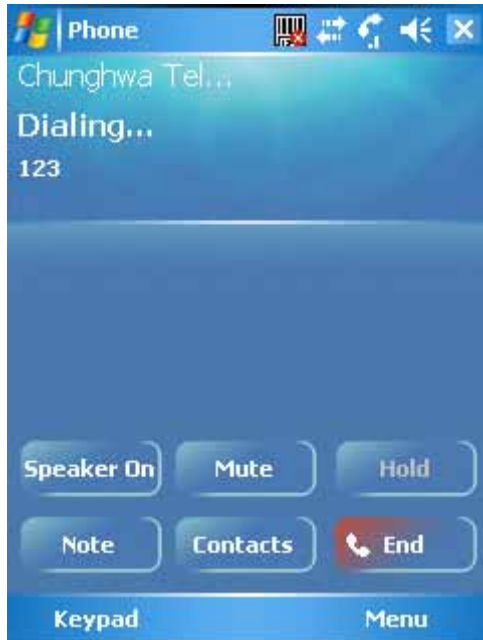 Phone
Chunghwa Tel...
Dialing...
123
Speaker On Mute Hold
Note Contacts End
Keypad Menu